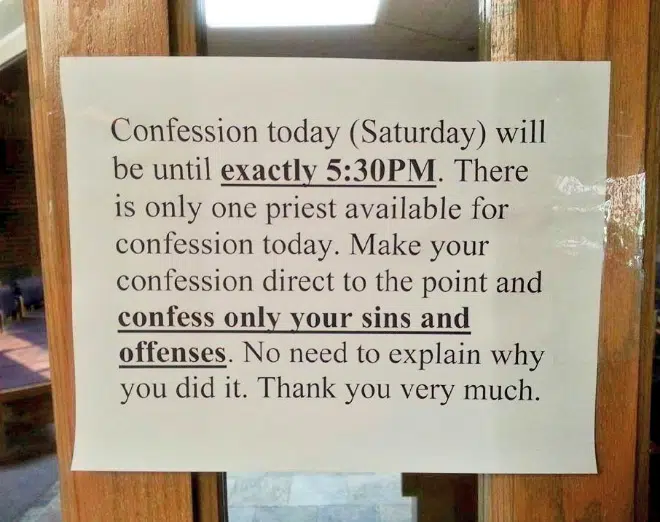 Confession today (Saturday) will
be until exactly 5:30PM. There
is only one priest available for
confession today. Make your
confession direct to the point and
confess only your sins and
offenses. No need to explain why
you did it. Thank you very much.